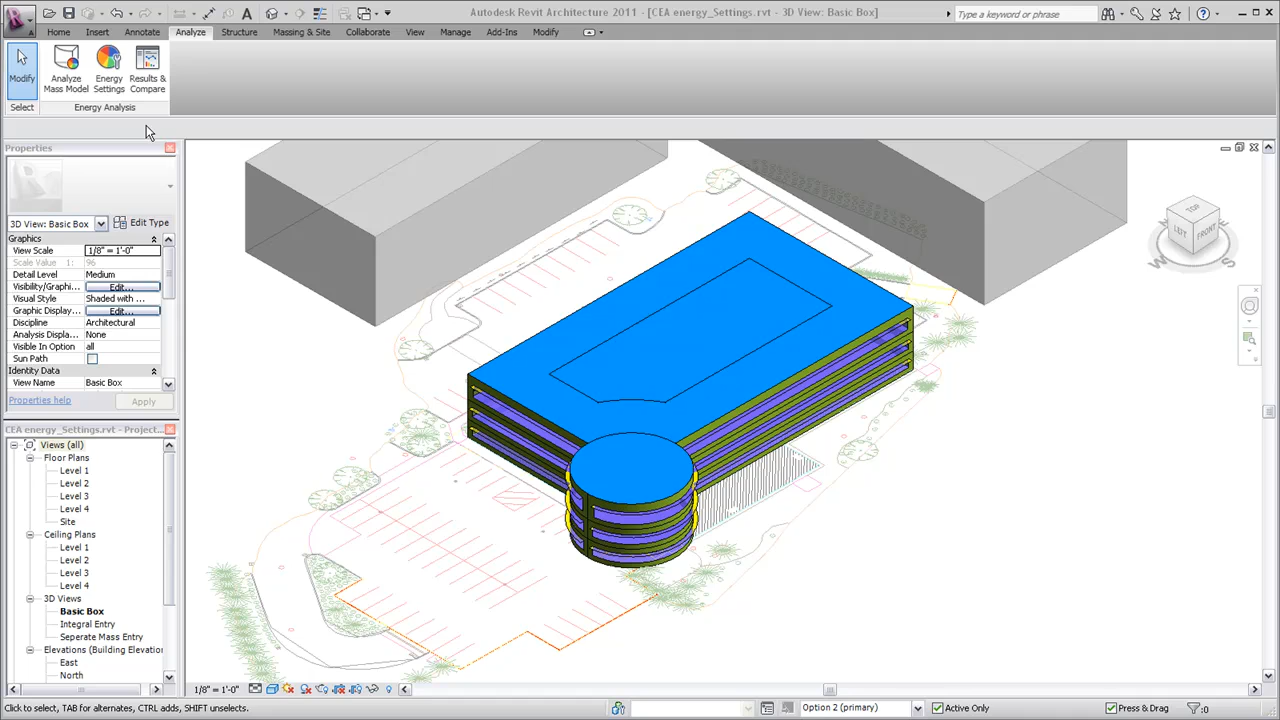 Autodesk Revit Architecture 2011 - [CEA energy_Settings.rvt - 3D View: Basic Box]
Type a keyword or phrase
Home Insert Annotate Analyze Structure Massing & Site Collaborate View Manage Add-Ins Modify
Modify
Analyze Mass Model
Energy Settings
Results & Compare
Select
Energy Analysis
Properties
3D View: Basic Box
Edit Type
Graphics
View Scale 1/8" = 1'-0"
Scale Value 1: 96
Detail Level Medium
Visibility/Graphi... Edit...
Visual Style Shaded with ...
Graphic Display... Edit...
Discipline Architectural
Analysis Displa... None
Visible In Option all
Sun Path
Identity Data
View Name Basic Box
Properties help
Apply
CEA energy_Settings.rvt - Project...
Views (all)
Floor Plans
Level 1
Level 2
Level 3
Level 4
Site
Ceiling Plans
Level 1
Level 2
Level 3
Level 4
3D Views
Basic Box
Integral Entry
Seperate Mass Entry
Elevations (Building Elevation
East
North
TOP
LEFT
FRONT
W
S
1/8" = 1'-0"
Click to select, TAB for alternates, CTRL adds, SHIFT unselects.
Option 2 (primary)
Active Only
Press & Drag
:0